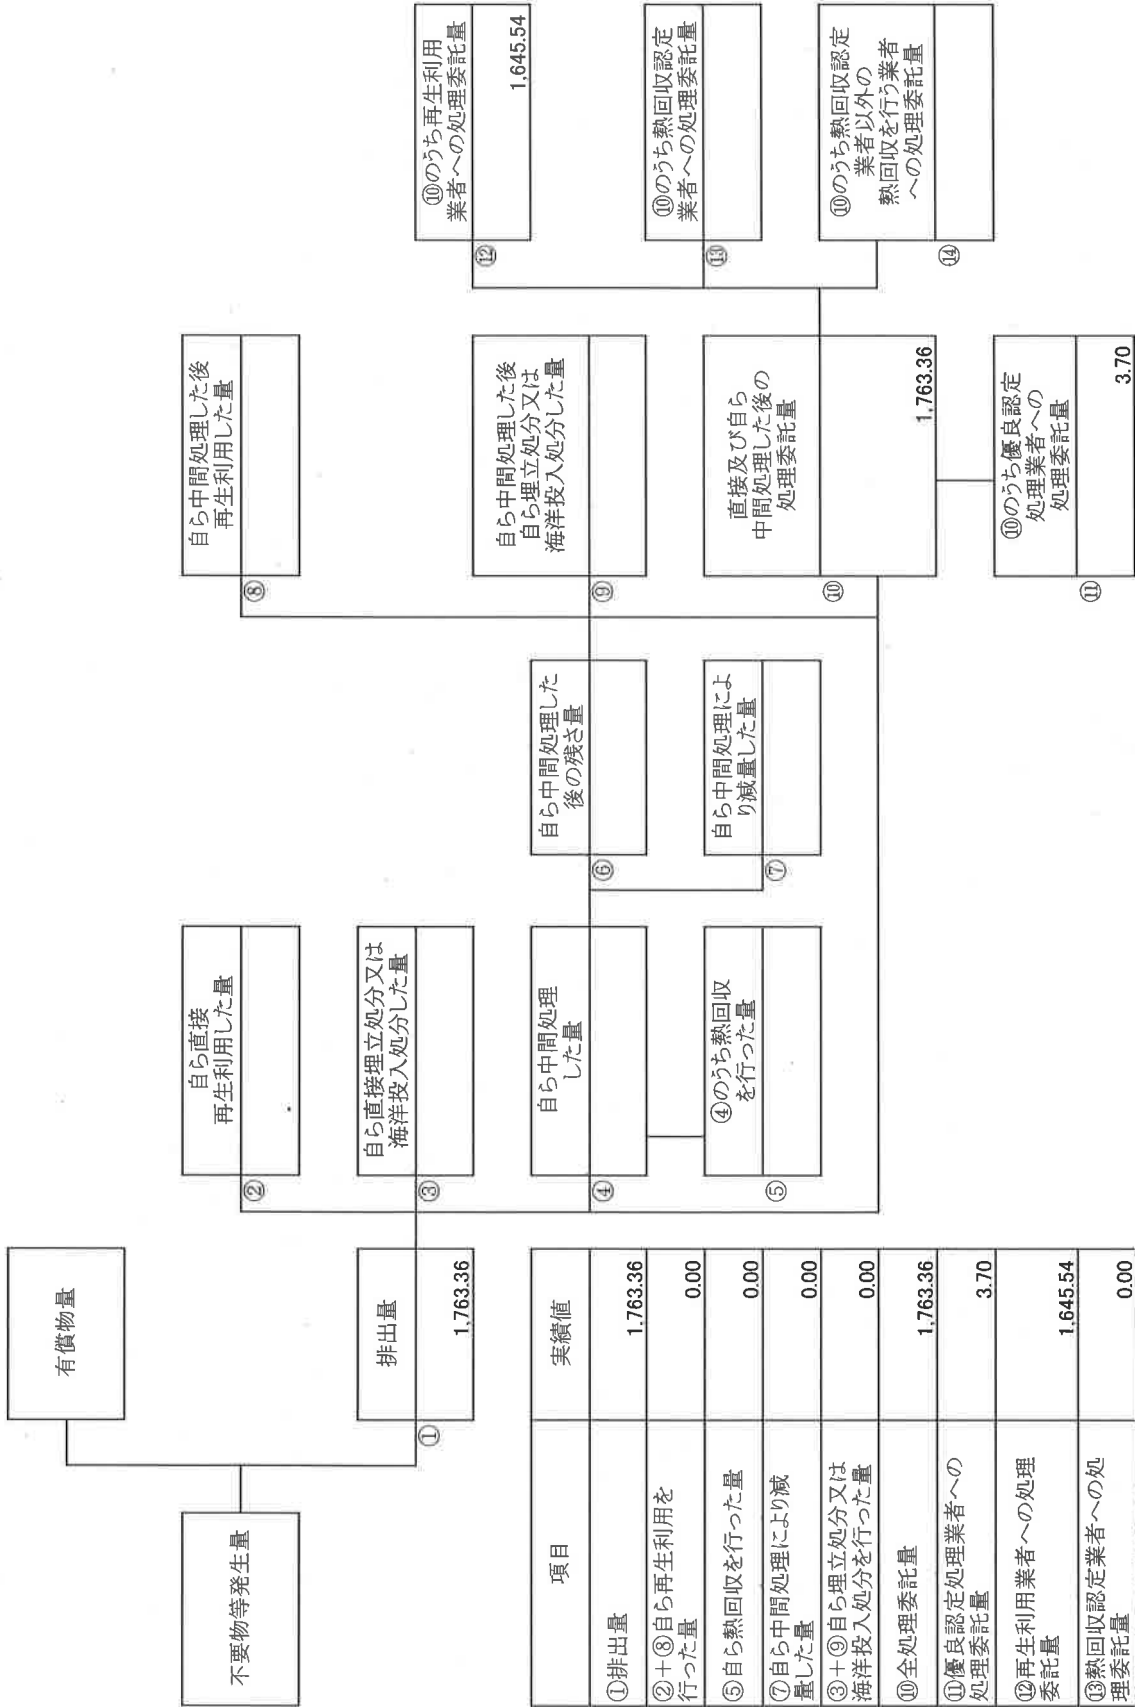 有償物量
不要物等発生量
排出量
①
1,763.36
自ら直接
再生利用した量
②
自ら直接埋立処分又は
海洋投入処分した量
③
自ら中間処理
した量
④
④のうち熱回収
を行った量
⑤
自ら中間処理した
後の残さ量
⑥
自ら中間処理によ
り減量した量
⑦
自ら中間処理した後
再生利用した量
⑧
自ら中間処理した後
自ら埋立処分又は
海洋投入処分した量
⑨
直接及び自ら
中間処理した後の
処理委託量
⑩
1,763.36
⑩のうち優良認定
処理業者への
処理委託量
⑪
3.70
⑩のうち再生利用
業者への処理委託量
⑫
1,645.54
⑩のうち熱回収認定
業者への処理委託量
⑬
⑩のうち熱回収認定
業者以外の
熱回収を行う業者
への処理委託量
⑭
項目
実績値
①排出量
1,763.36
②+⑧自ら再生利用を
行った量
0.00
⑤自ら熱回収を行った量
0.00
⑦自ら中間処理により減
量した量
0.00
③+⑨自ら埋立処分又は
海洋投入処分を行った量
0.00
⑩全処理委託量
1,763.36
⑪優良認定処理業者への
処理委託量
3.70
⑫再生利用業者への処理
委託量
1,645.54
⑬熱回収認定業者への処
理委託量
0.00